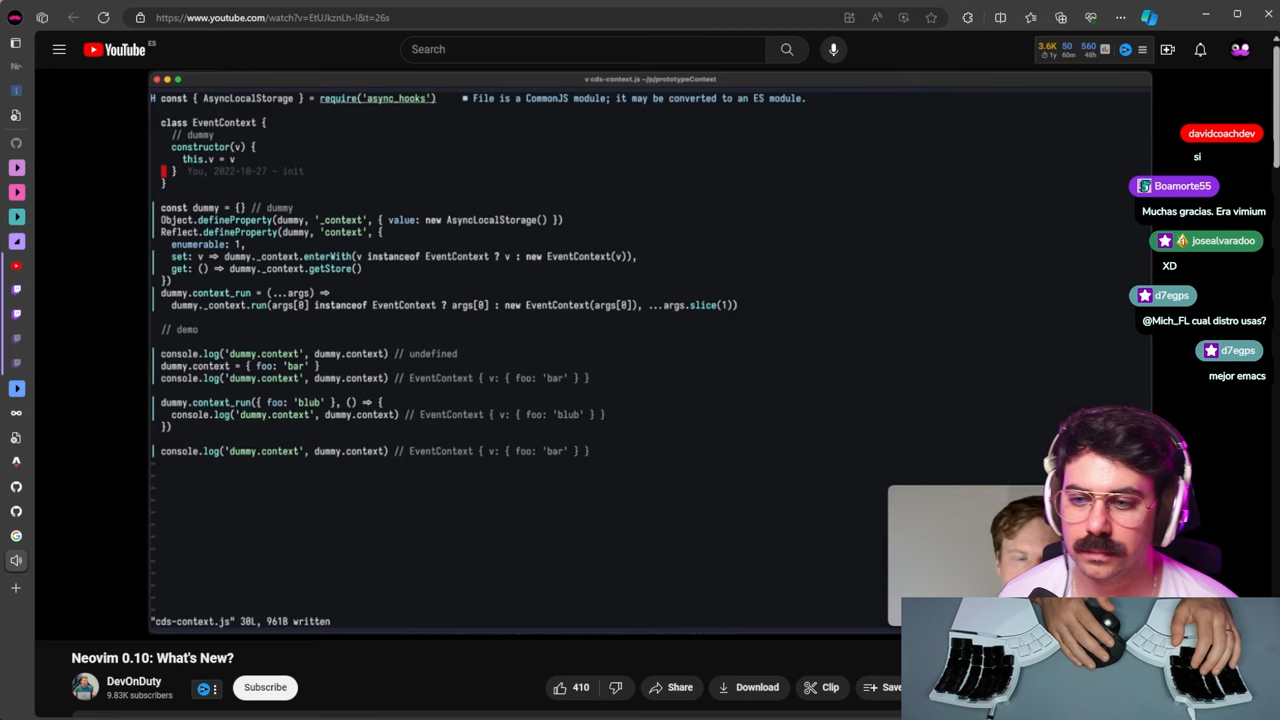 https://www.youtube.com/watch?v=EtUJkznLh-I&t=26s
YouTube ES
Search
3.6K 50 560
1y 60m 48h
v cds-context.js ~/p/prototypeContext
H const { AsyncLocalStorage } = require('async_hooks') ■ File is a CommonJS module; it may be converted to an ES module.
class EventContext {
// dummy
constructor(v) {
this.v = v
} You, 2022-10-27 - init
}
const dummy = {} // dummy
Object.defineProperty(dummy, '_context', { value: new AsyncLocalStorage() })
Reflect.defineProperty(dummy, 'context', {
enumerable: 1,
set: v => dummy._context.enterWith(v instanceof EventContext ? v : new EventContext(v)),
get: () => dummy._context.getStore()
})
dummy.context_run = (...args) =>
dummy._context.run(args[0] instanceof EventContext ? args[0] : new EventContext(args[0]), ...args.slice(1))
// demo
console.log('dummy.context', dummy.context) // undefined
dummy.context = { foo: 'bar' }
console.log('dummy.context', dummy.context) // EventContext { v: { foo: 'bar' } }
dummy.context_run({ foo: 'blub' }, () => {
console.log('dummy.context', dummy.context) // EventContext { v: { foo: 'blub' } }
})
console.log('dummy.context', dummy.context) // EventContext { v: { foo: 'bar' } }
~
~
~
~
~
~
~
~
~
~
~
~
~
"cds-context.js" 30L, 961B written
davidcoachdev
si
Boamorte55
Muchas gracias. Era vimium
josealvaradoo
XD
d7egps
@Mich_FL cual distro usas?
d7egps
mejor emacs
Neovim 0.10: What's New?
DevOnDuty
9.83K subscribers
Subscribe
410
Share
Download
Clip
Save